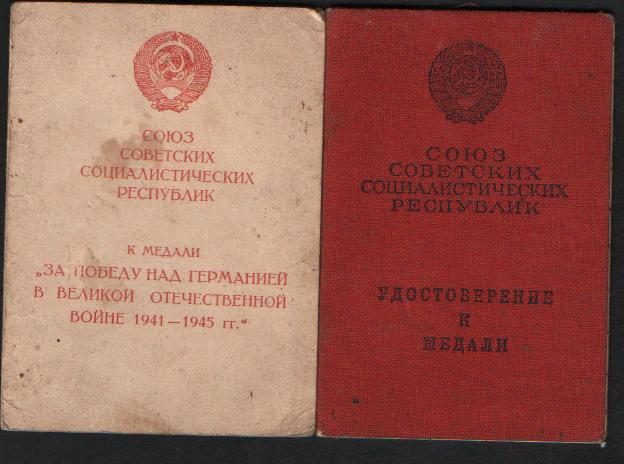 СОЮЗ
СОВЕТСКИХ
СОЦИАЛИСТИЧЕСКИХ
РЕСПУБЛИК
К МЕДАЛИ
„ЗА ПОБЕДУ НАД ГЕРМАНИЕЙ
В ВЕЛИКОЙ ОТЕЧЕСТВЕННОЙ
ВОЙНЕ 1941—1945 гг.“
СОЮЗ
СОВЕТСКИХ
СОЦИАЛИСТИЧЕСКИХ
РЕСПУБЛИК
УДОСТОВЕРЕНИЕ
К
МЕДАЛИ